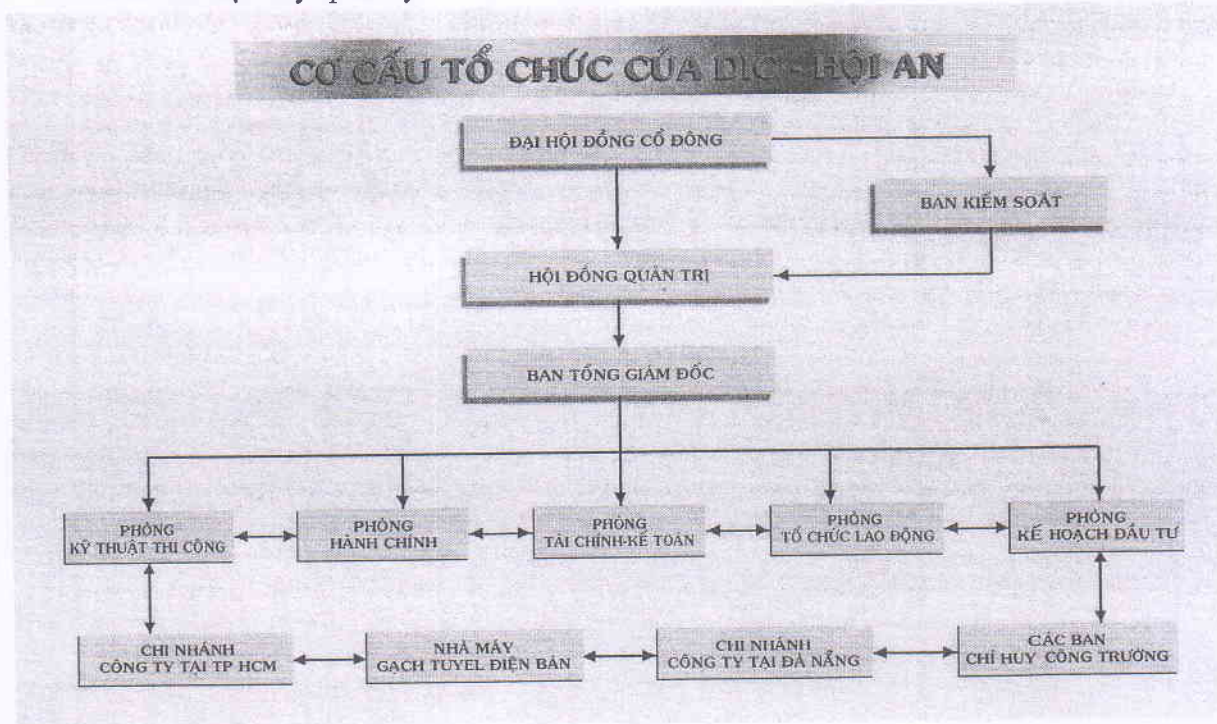 CƠ CẤU TỔ CHỨC CỦA DIC - HỘI AN
ĐẠI HỘI ĐỒNG CỔ ĐÔNG
BAN KIỂM SOÁT
HỘI ĐỒNG QUẢN TRỊ
BAN TỔNG GIÁM ĐỐC
PHÒNG
KỸ THUẬT THI CÔNG
PHÒNG
HÀNH CHÍNH
PHÒNG
TÀI CHÍNH-KẾ TOÁN
PHÒNG
TỔ CHỨC LAO ĐỘNG
PHÒNG
KẾ HOẠCH ĐẦU TƯ
CHI NHÁNH
CÔNG TY TẠI TP HCM
NHÀ MÁY
GẠCH TUYEL ĐIỆN BÀN
CHI NHÁNH
CÔNG TY TẠI ĐÀ NẴNG
CÁC BAN
CHỈ HUY CÔNG TRƯỜNG